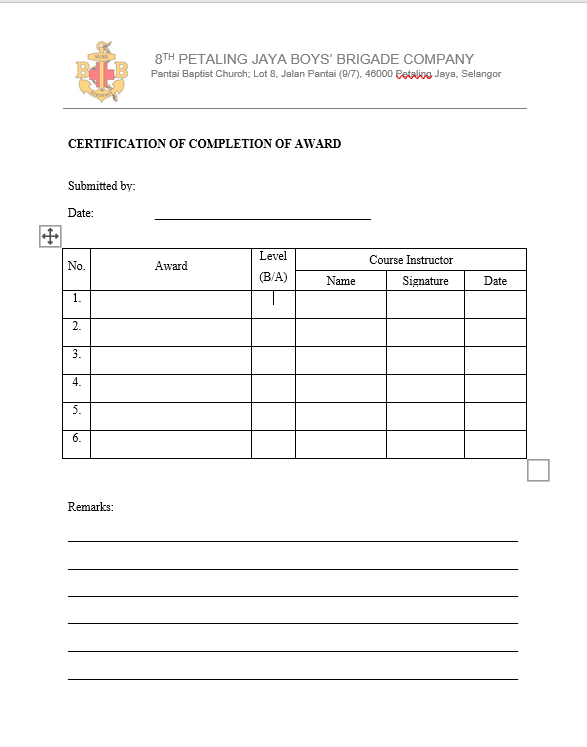 8TH PETALING JAYA BOYS' BRIGADE COMPANY
Pantai Baptist Church; Lot 8, Jalan Pantai (9/7), 46000 Petaling Jaya, Selangor
B B
CERTIFICATION OF COMPLETION OF AWARD
Submitted by:
Date:
No. Award Level (B/A) Course Instructor
Name Signature Date
1.
2.
3.
4.
5.
6.
Remarks: